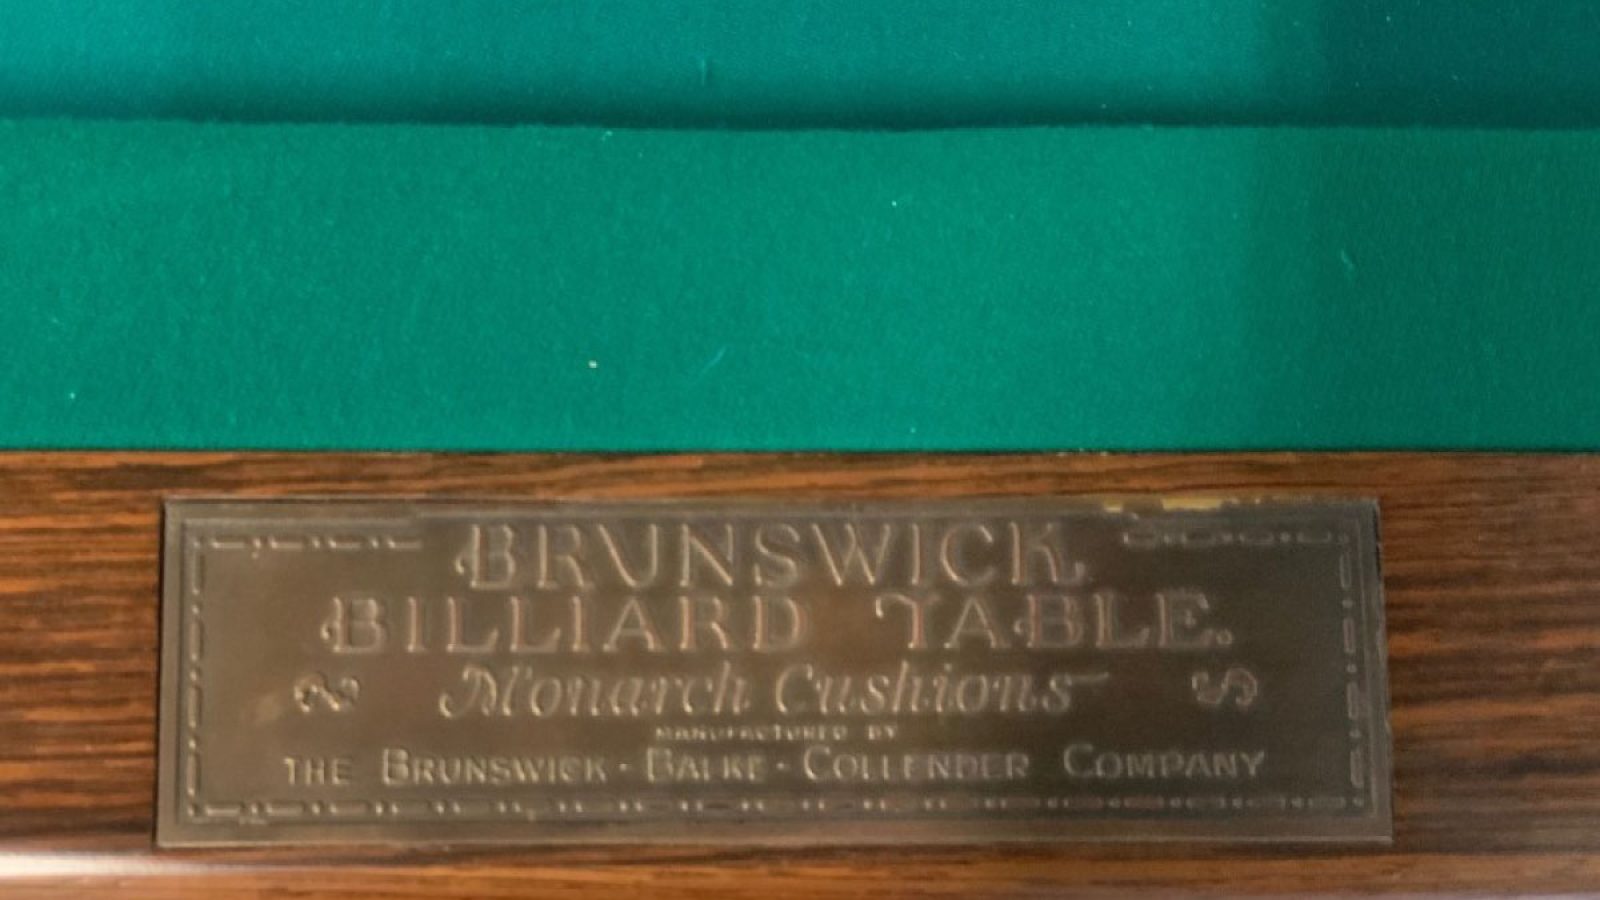 BRUNSWICK
BILLIARD TABLE.
Monarch Cushions
MANUFACTURED BY
THE BRUNSWICK - BALKE - COLLENDER COMPANY